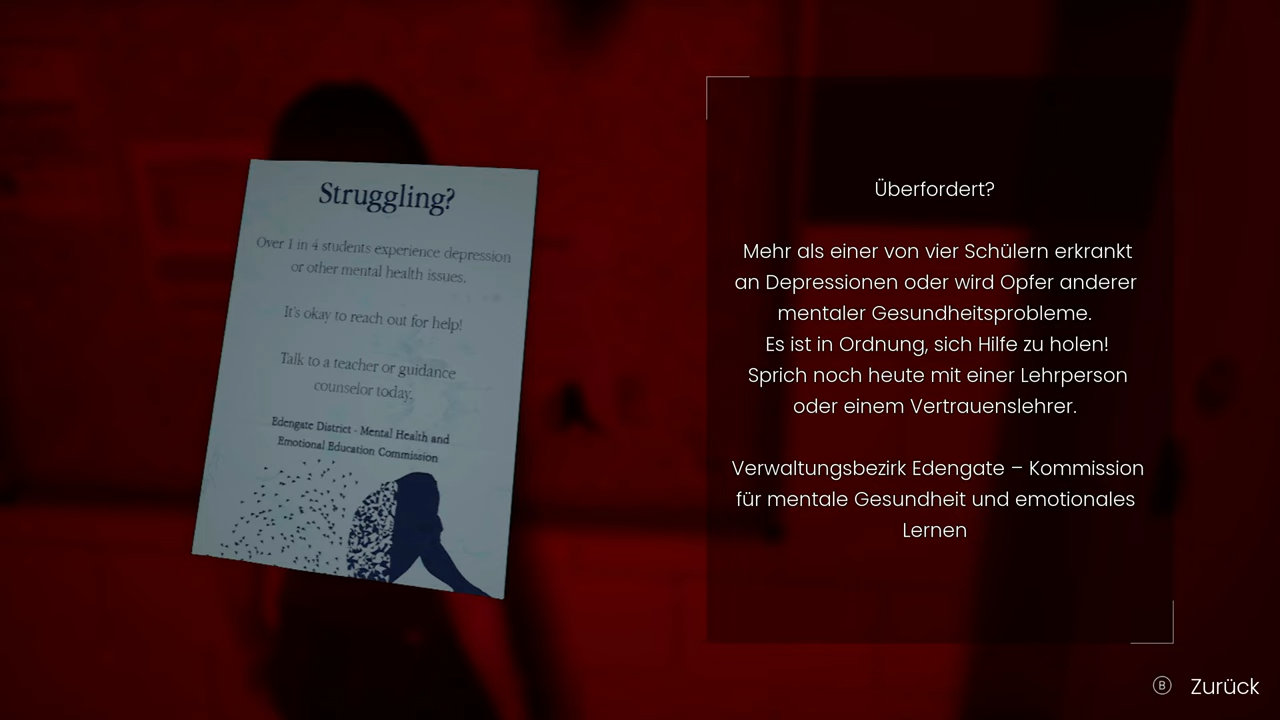 Struggling?
Over 1 in 4 students experience depression
or other mental health issues.
It's okay to reach out for help!
Talk to a teacher or guidance
counselor today.
Edengate District - Mental Health and
Emotional Education Commission
Überfordert?
Mehr als einer von vier Schülern erkrankt
an Depressionen oder wird Opfer anderer
mentaler Gesundheitsprobleme.
Es ist in Ordnung, sich Hilfe zu holen!
Sprich noch heute mit einer Lehrperson
oder einem Vertrauenslehrer.
Verwaltungsbezirk Edengate – Kommission
für mentale Gesundheit und emotionales
Lernen
B Zurück